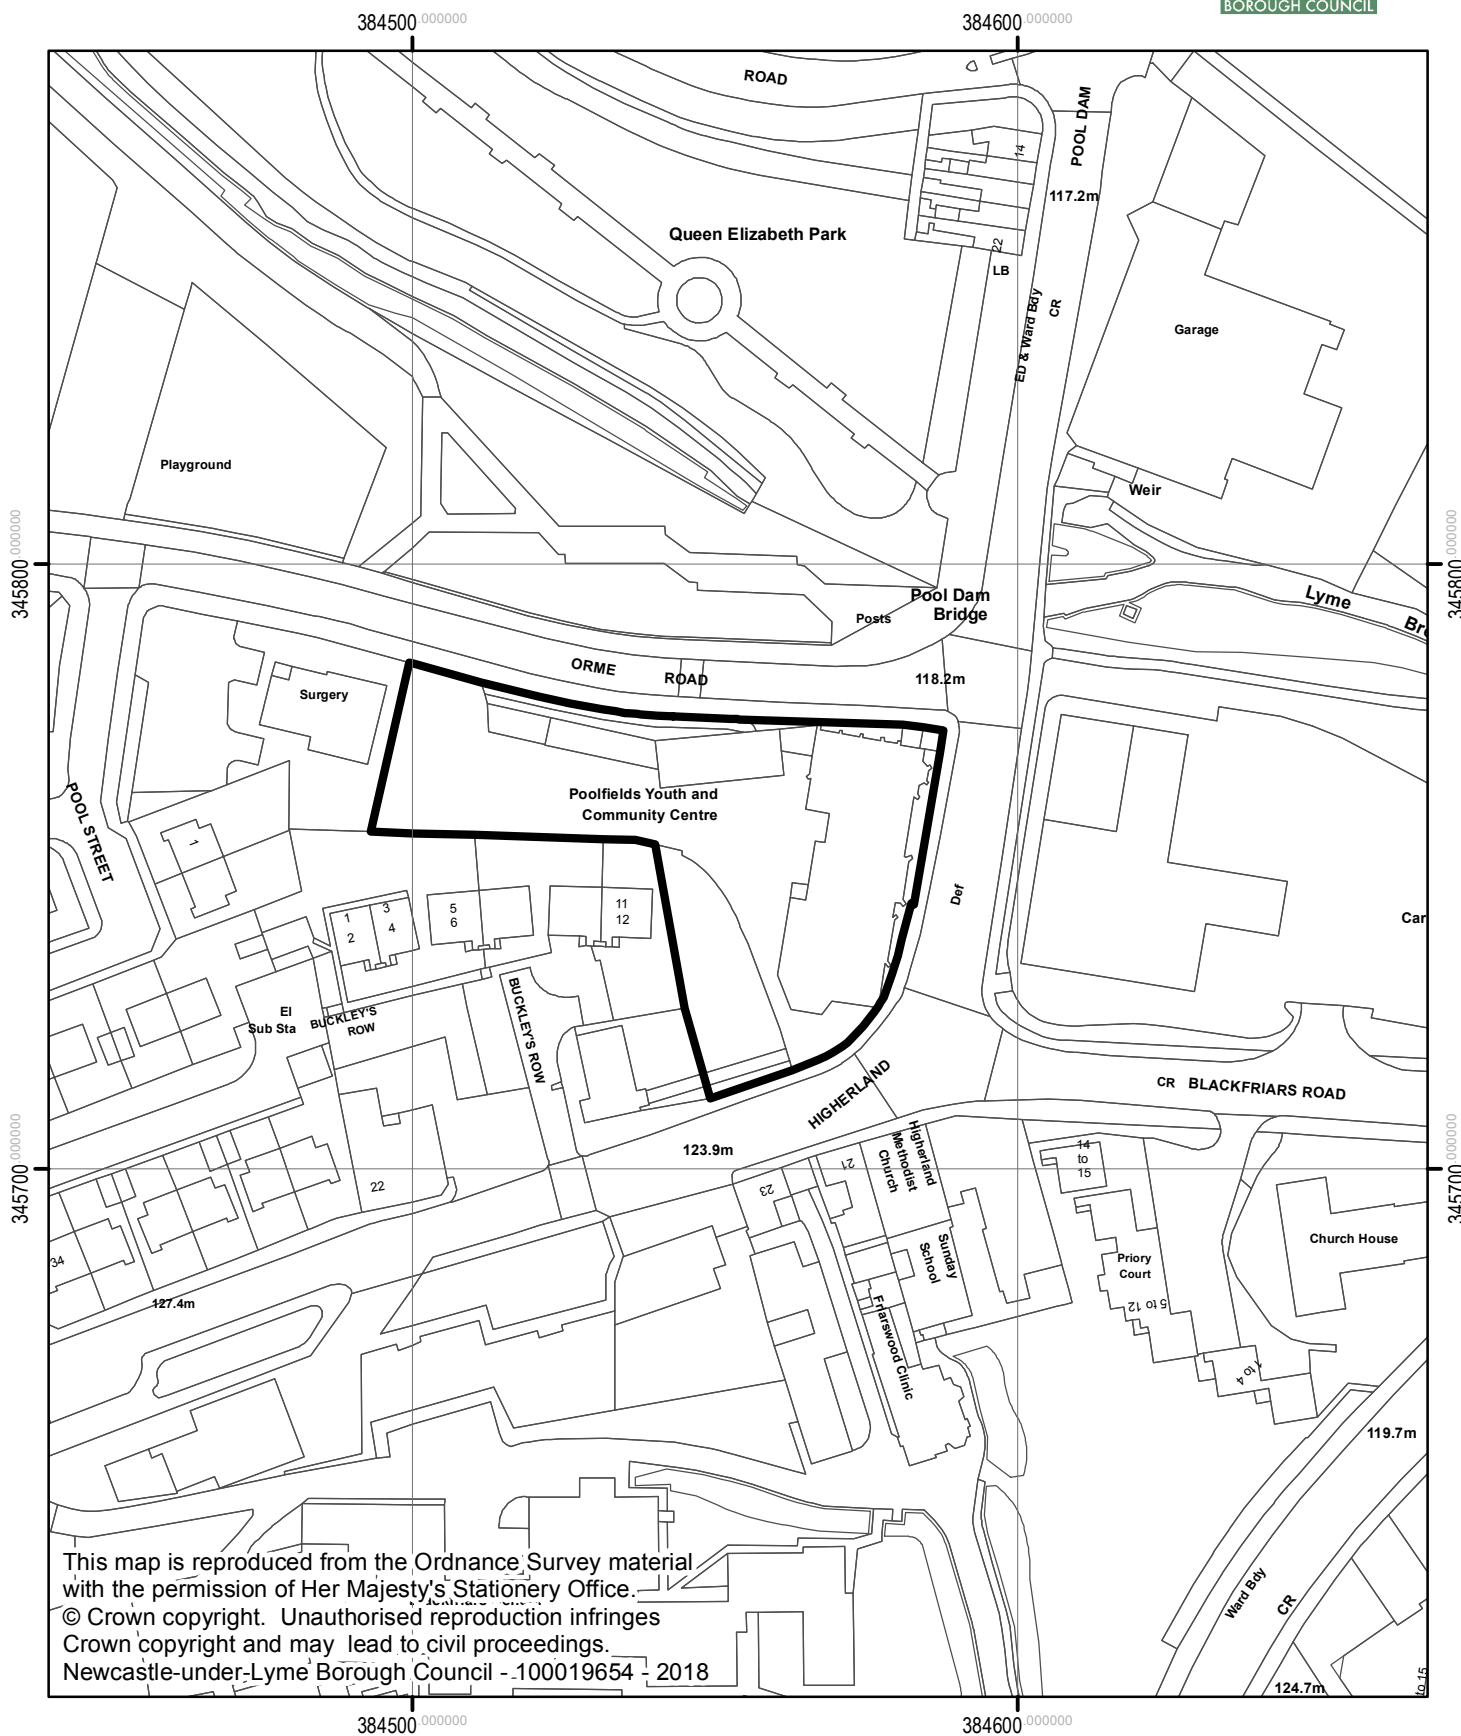 BOROUGH COUNCIL
384500.000000
384600.000000
ROAD
POOL DAM
14
117.2m
Queen Elizabeth Park
22
LB
ED & Ward Bdy
CR
Garage
Playground
Weir
345800.000000
345800.000000
Pool Dam
Bridge
Posts
Lyme
ORME
ROAD
118.2m
Surgery
Poolfields Youth and
Community Centre
POOL STREET
1
1
2
3
4
5
6
11
12
Def
El
Sub Sta
BUCKLEY'S
ROW
BUCKLEY'S ROW
HIGHERLAND
CR BLACKFRIARS ROAD
123.9m
345700.000000
345700.000000
22
23
21
Higherland
Methodist
Church
Sunday
School
14
to
15
Priory
Court
5 to 12
1 to 4
Church House
34
127.4m
Friarswood Clinic
119.7m
Ward Bdy
CR
124.7m
to 15
This map is reproduced from the Ordnance Survey material
with the permission of Her Majesty's Stationery Office.
© Crown copyright. Unauthorised reproduction infringes
Crown copyright and may lead to civil proceedings.
Newcastle-under-Lyme Borough Council - 100019654 - 2018
384500.000000
384600.000000